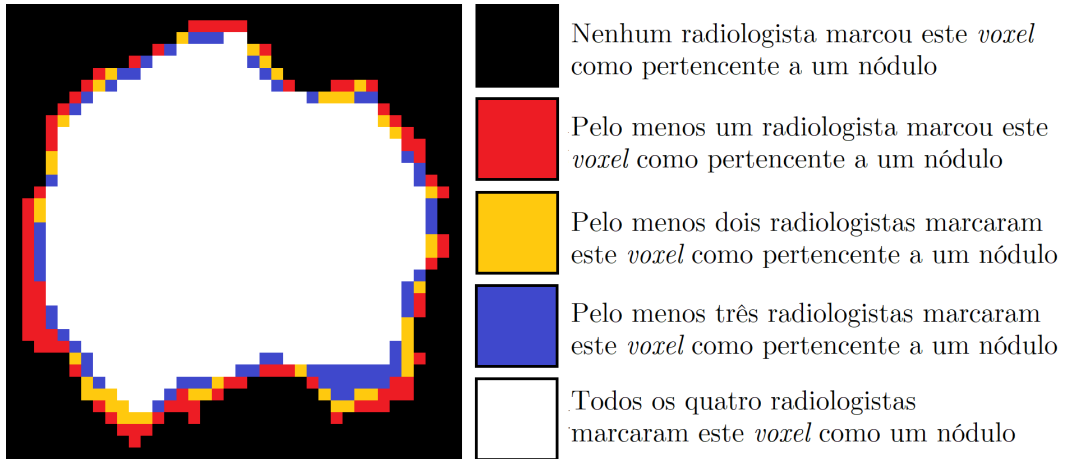 Nenhum radiologista marcou este voxel
como pertencente a um nódulo
Pelo menos um radiologista marcou este
voxel como pertencente a um nódulo
Pelo menos dois radiologistas marcaram
este voxel como pertencente a um nódulo
Pelo menos três radiologistas marcaram
este voxel como pertencente a um nódulo
Todos os quatro radiologistas
marcaram este voxel como um nódulo